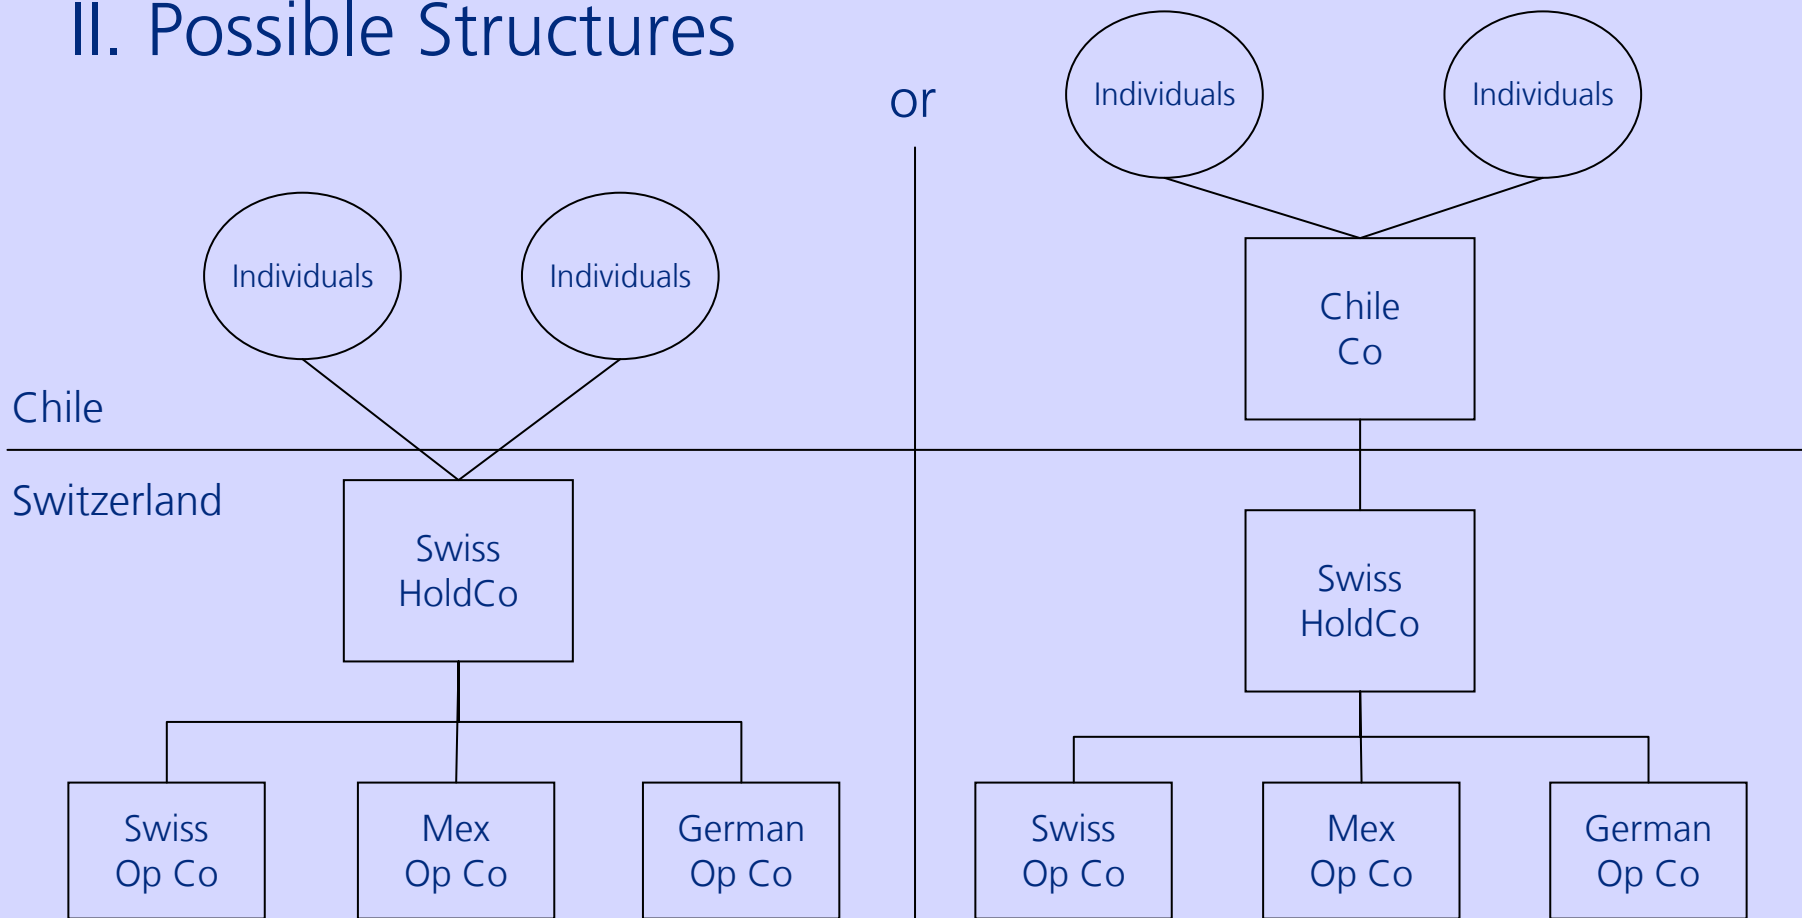 II. Possible Structures
or
Individuals
Individuals
Individuals
Individuals
Chile
Co
Chile
Switzerland
Swiss
HoldCo
Swiss
HoldCo
Swiss
Op Co
Mex
Op Co
German
Op Co
Swiss
Op Co
Mex
Op Co
German
Op Co